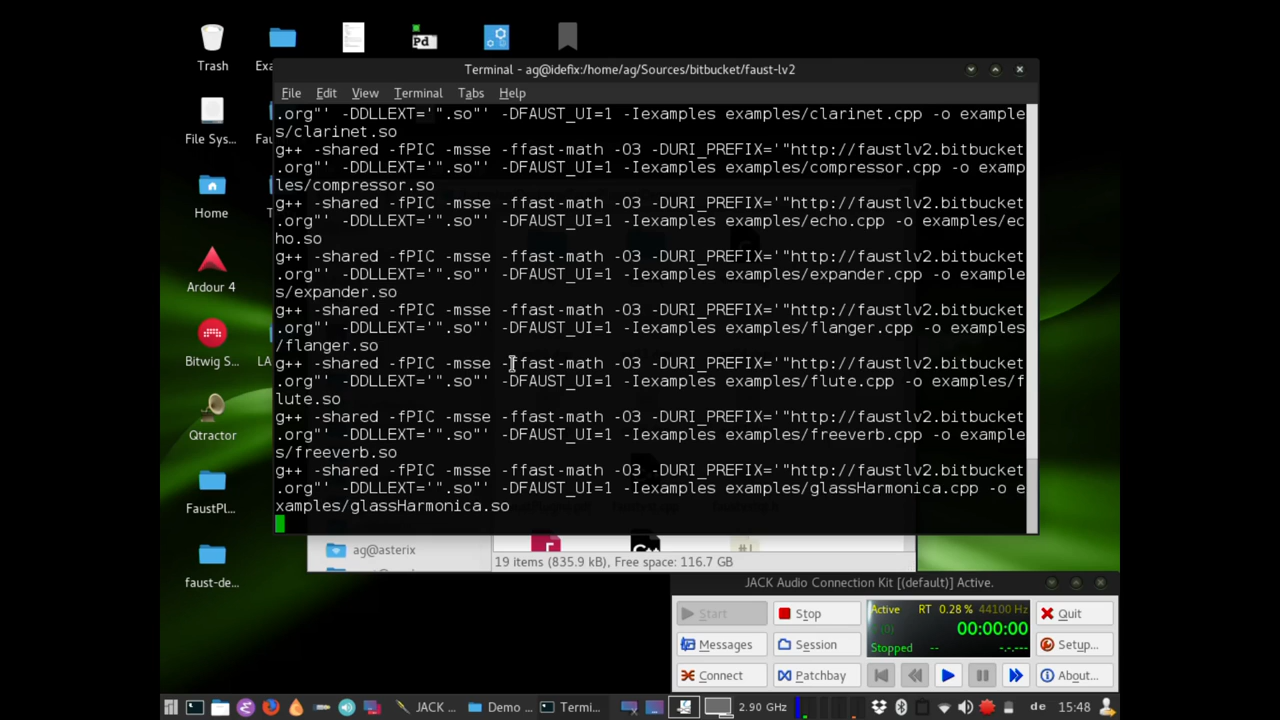 Trash
Exa
Pd
File Sys...
Fau
Home
T
Ardour 4
Bitwig S...
LA
Qtractor
FaustPl...
faust-de...
Terminal - ag@idefix:/home/ag/Sources/bitbucket/faust-lv2
File Edit View Terminal Tabs Help
.org"' -DDLLEXT='".so"' -DFAUST_UI=1 -Iexamples examples/clarinet.cpp -o example
s/clarinet.so
g++ -shared -fPIC -msse -ffast-math -O3 -DURI_PREFIX='"http://faustlv2.bitbucket
.org"' -DDLLEXT='".so"' -DFAUST_UI=1 -Iexamples examples/compressor.cpp -o examp
les/compressor.so
g++ -shared -fPIC -msse -ffast-math -O3 -DURI_PREFIX='"http://faustlv2.bitbucket
.org"' -DDLLEXT='".so"' -DFAUST_UI=1 -Iexamples examples/echo.cpp -o examples/ec
ho.so
g++ -shared -fPIC -msse -ffast-math -O3 -DURI_PREFIX='"http://faustlv2.bitbucket
.org"' -DDLLEXT='".so"' -DFAUST_UI=1 -Iexamples examples/expander.cpp -o example
s/expander.so
g++ -shared -fPIC -msse -ffast-math -O3 -DURI_PREFIX='"http://faustlv2.bitbucket
.org"' -DDLLEXT='".so"' -DFAUST_UI=1 -Iexamples examples/flanger.cpp -o examples
/flanger.so
g++ -shared -fPIC -msse -ffast-math -O3 -DURI_PREFIX='"http://faustlv2.bitbucket
.org"' -DDLLEXT='".so"' -DFAUST_UI=1 -Iexamples examples/flute.cpp -o examples/f
lute.so
g++ -shared -fPIC -msse -ffast-math -O3 -DURI_PREFIX='"http://faustlv2.bitbucket
.org"' -DDLLEXT='".so"' -DFAUST_UI=1 -Iexamples examples/freeverb.cpp -o example
s/freeverb.so
g++ -shared -fPIC -msse -ffast-math -O3 -DURI_PREFIX='"http://faustlv2.bitbucket
.org"' -DDLLEXT='".so"' -DFAUST_UI=1 -Iexamples examples/glassHarmonica.cpp -o e
xamples/glassHarmonica.so
ag@asterix
19 items (835.9 kB), Free space: 116.7 GB
JACK Audio Connection Kit [(default)] Active.
Start Stop Active RT 0.28 % 44100 Hz Quit
00:00:00
Messages Session Stopped -- -.-.--- Setup...
Connect Patchbay About...
JACK ... Demo ... Termi... 2.90 GHz de 15:48